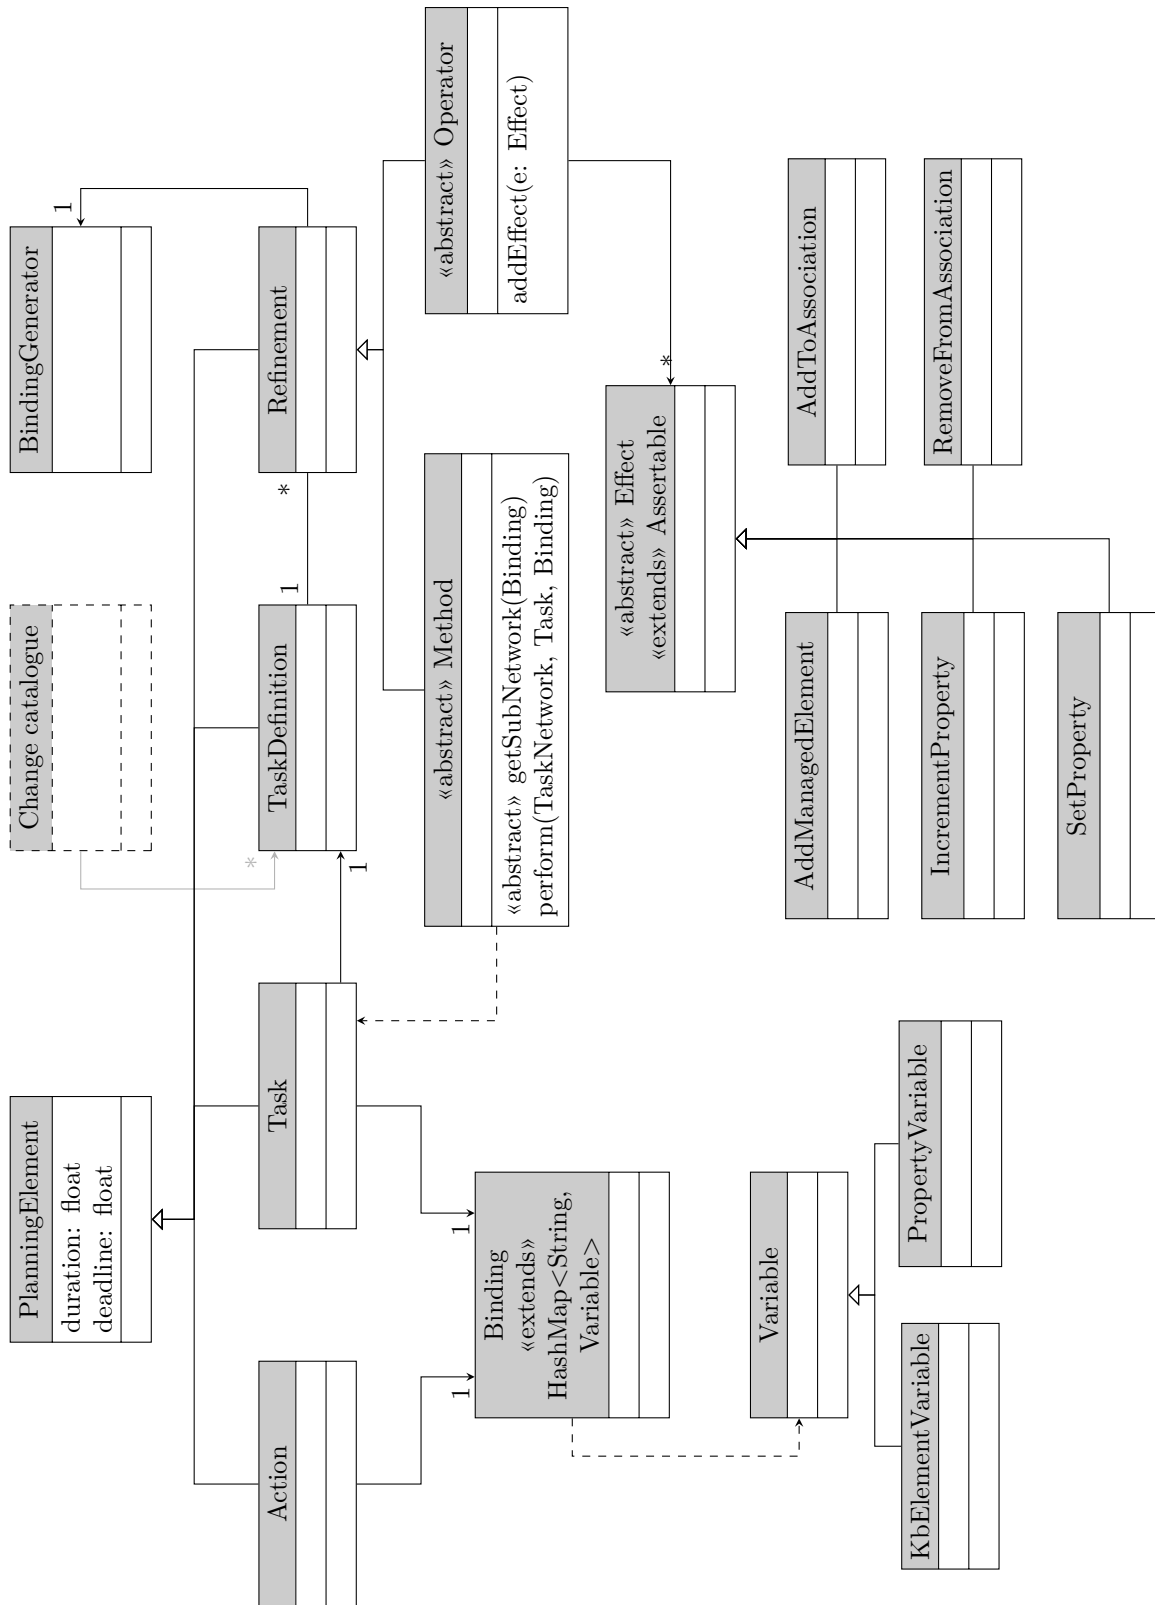 PlanningElement
duration: float
deadline: float
Change catalogue
BindingGenerator
*
1
Action
Task
TaskDefinition
Refinement
1
1
*
«abstract» Method
«abstract» getSubNetwork(Binding)
perform(TaskNetwork, Task, Binding)
«abstract» Operator
addEffect(e: Effect)
1
1
Binding
«extends»
HashMap<String,
Variable>
*
«abstract» Effect
«extends» Assertable
Variable
AddManagedElement
AddToAssociation
KbElementVariable
PropertyVariable
IncrementProperty
RemoveFromAssociation
SetProperty